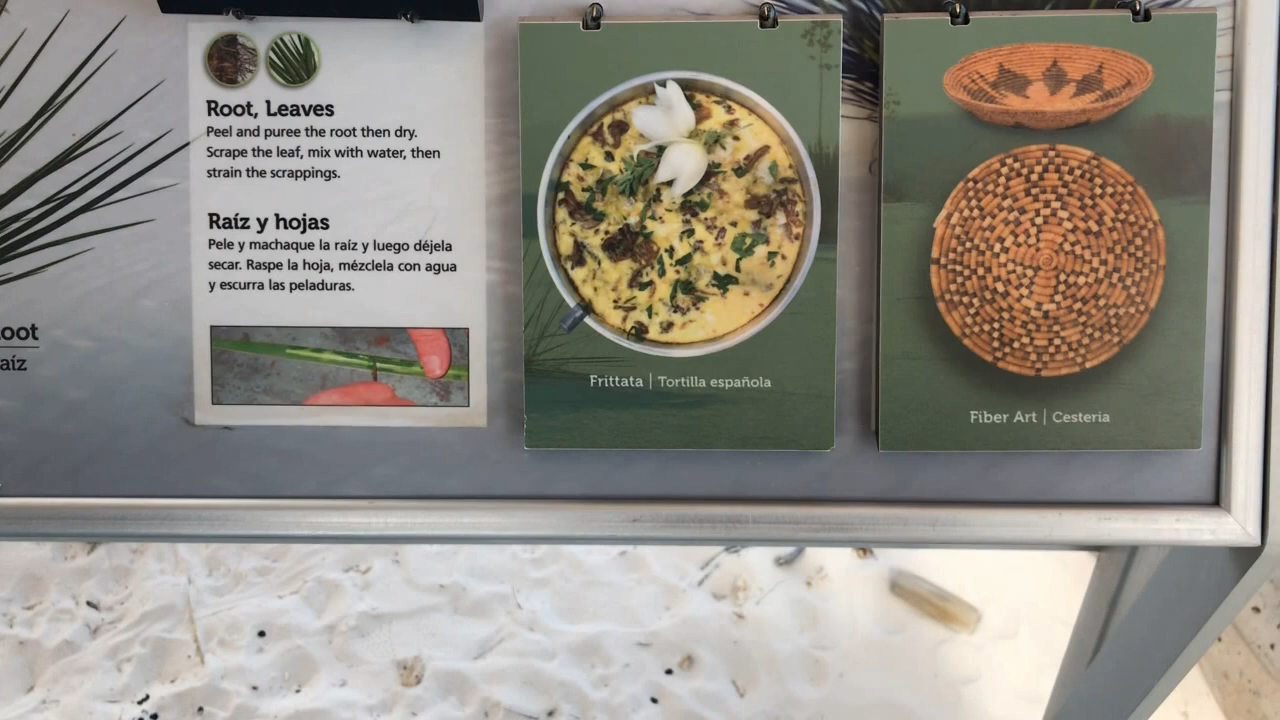 Root, Leaves
Peel and puree the root then dry.
Scrape the leaf, mix with water, then
strain the scrappings.
Raíz y hojas
Pele y machaque la raíz y luego déjela
secar. Raspe la hoja, mézclela con agua
y escurra las peladuras.
Frittata | Tortilla española
Fiber Art | Cesteria